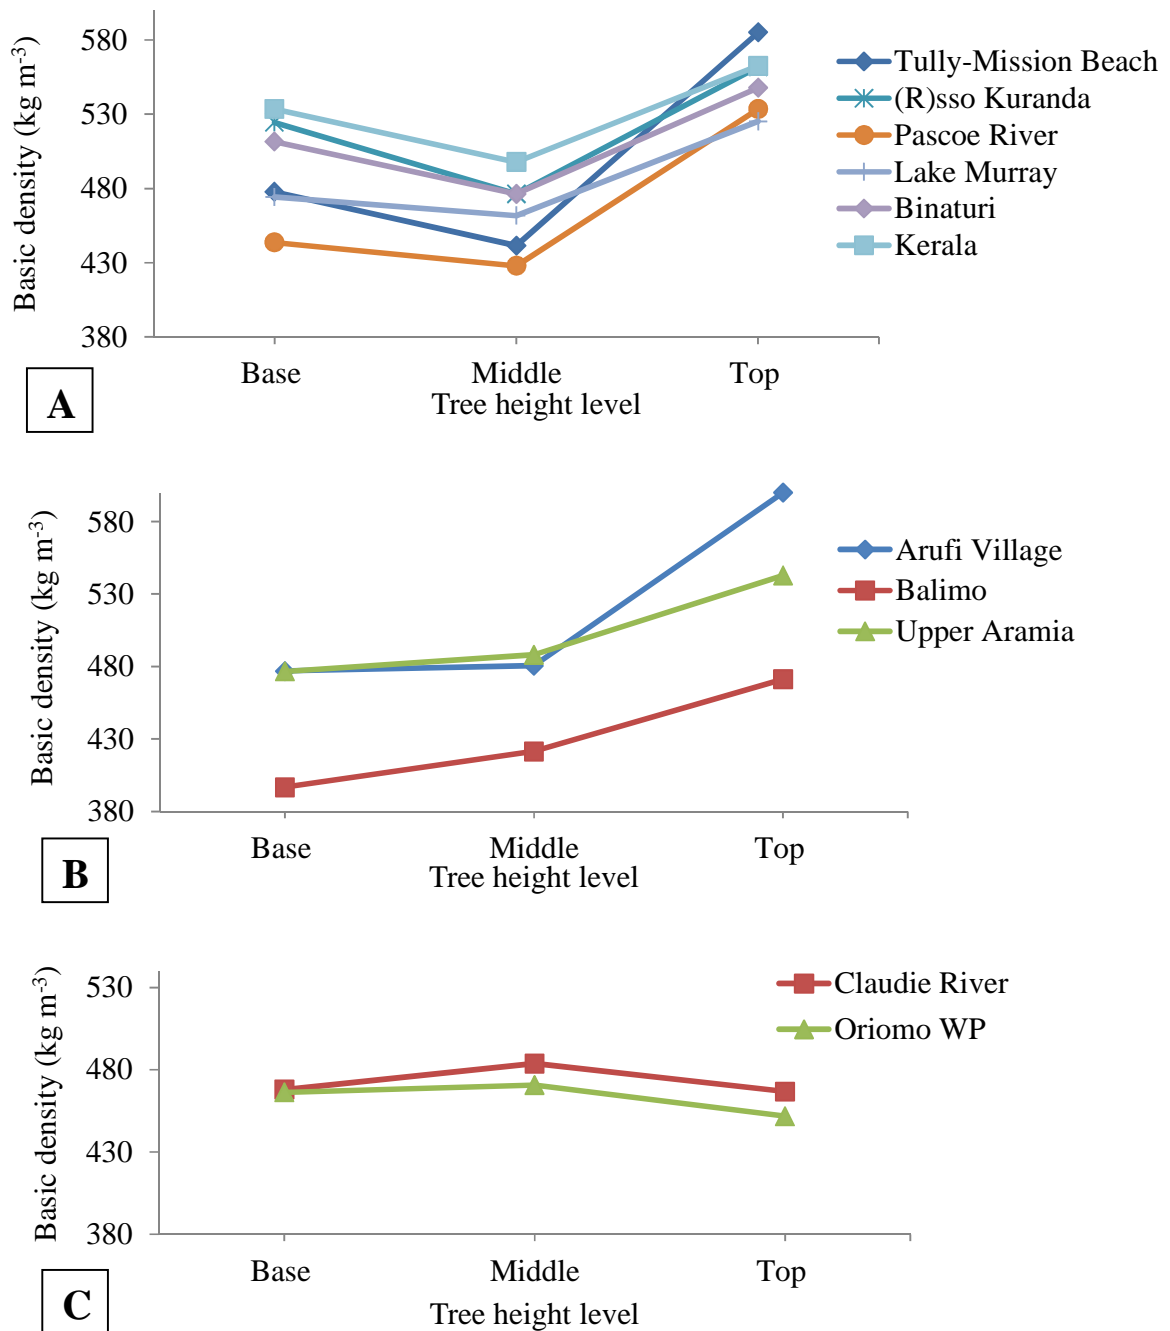 Basic density (kg m-3)
580
530
480
430
380
Base Middle Top
Tree height level
Tully-Mission Beach
(R)sso Kuranda
Pascoe River
Lake Murray
Binaturi
Kerala
A
Basic density (kg m-3)
580
530
480
430
380
Base Middle Top
Tree height level
Arufi Village
Balimo
Upper Aramia
B
Basic density (kg m-3)
530
480
430
380
Base Middle Top
Tree height level
Claudie River
Oriomo WP
C